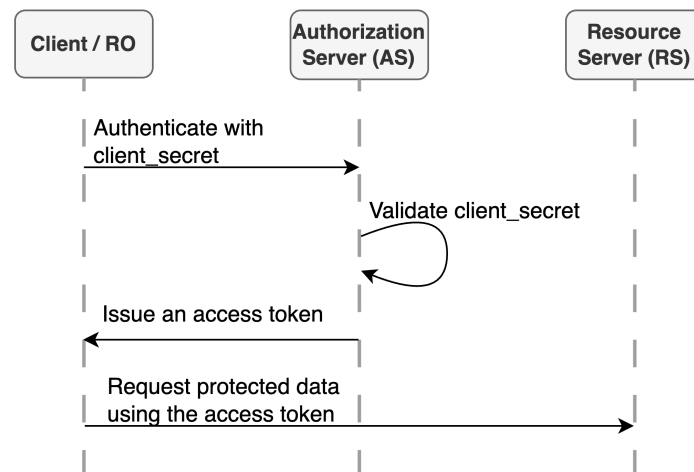 Client / RO
Authorization
Server (AS)
Resource
Server (RS)
Authenticate with
client_secret
Validate client_secret
Issue an access token
Request protected data
using the access token